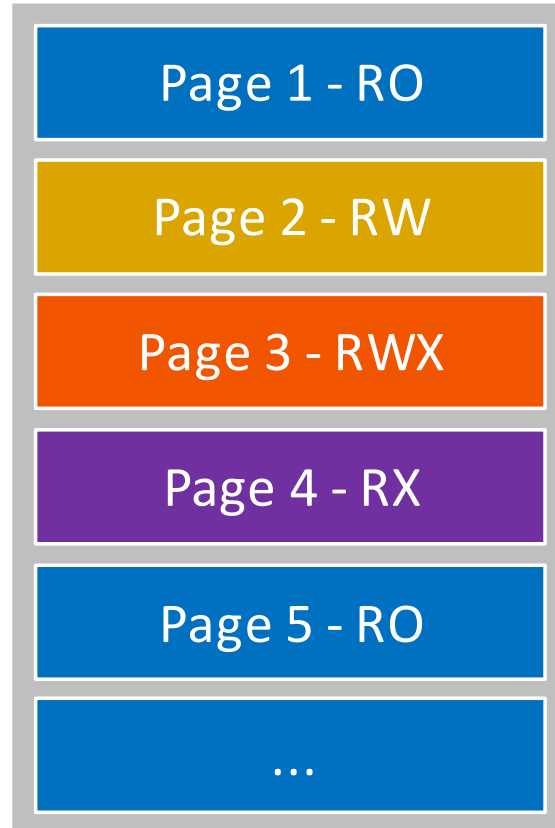 Page 1 - RO
Page 2 - RW
Page 3 - RWX
Page 4 - RX
Page 5 - RO
...